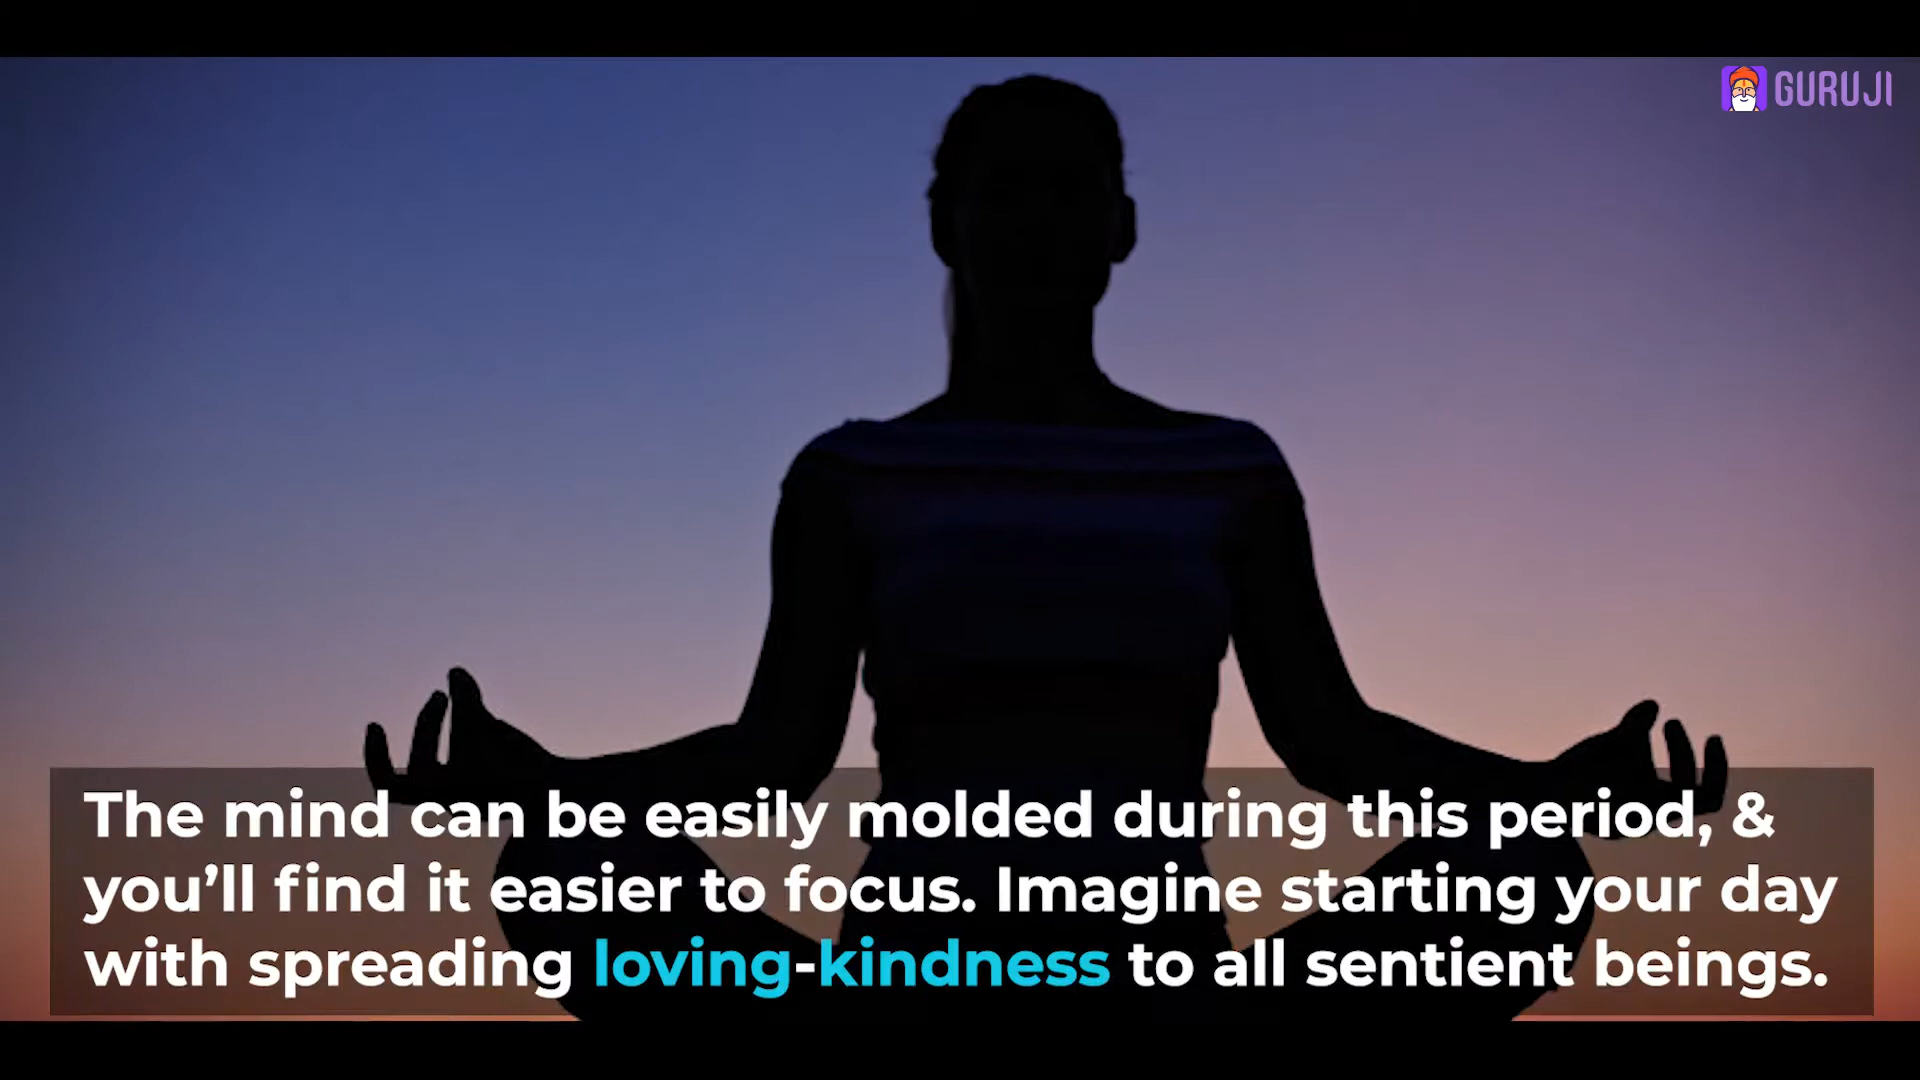 GURUJI
The mind can be easily molded during this period, &
you’ll find it easier to focus. Imagine starting your day
with spreading loving-kindness to all sentient beings.